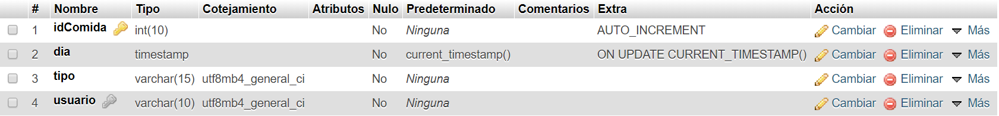 # Nombre Tipo Cotejamiento Atributos Nulo Predeterminado Comentarios Extra Acción
1 idComida int(10) No Ninguna AUTO_INCREMENT Cambiar Eliminar Más
2 dia timestamp No current_timestamp() ON UPDATE CURRENT_TIMESTAMP() Cambiar Eliminar Más
3 tipo varchar(15) utf8mb4_general_ci No Ninguna Cambiar Eliminar Más
4 usuario varchar(10) utf8mb4_general_ci No Ninguna Cambiar Eliminar Más